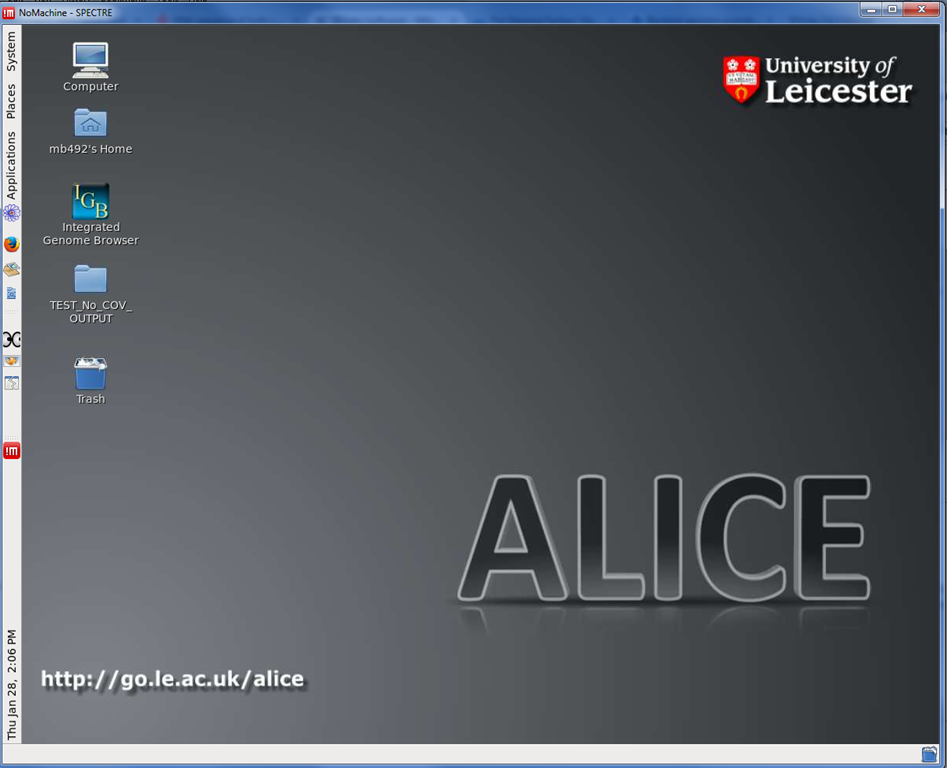 NoMachine - SPECTRE
System
Places
Applications
Thu Jan 28, 2:06 PM
Computer
mb492's Home
IGB
Integrated
Genome Browser
TEST_No_COV_
OUTPUT
Trash
University of
Leicester
ALICE
http://go.le.ac.uk/alice
!m